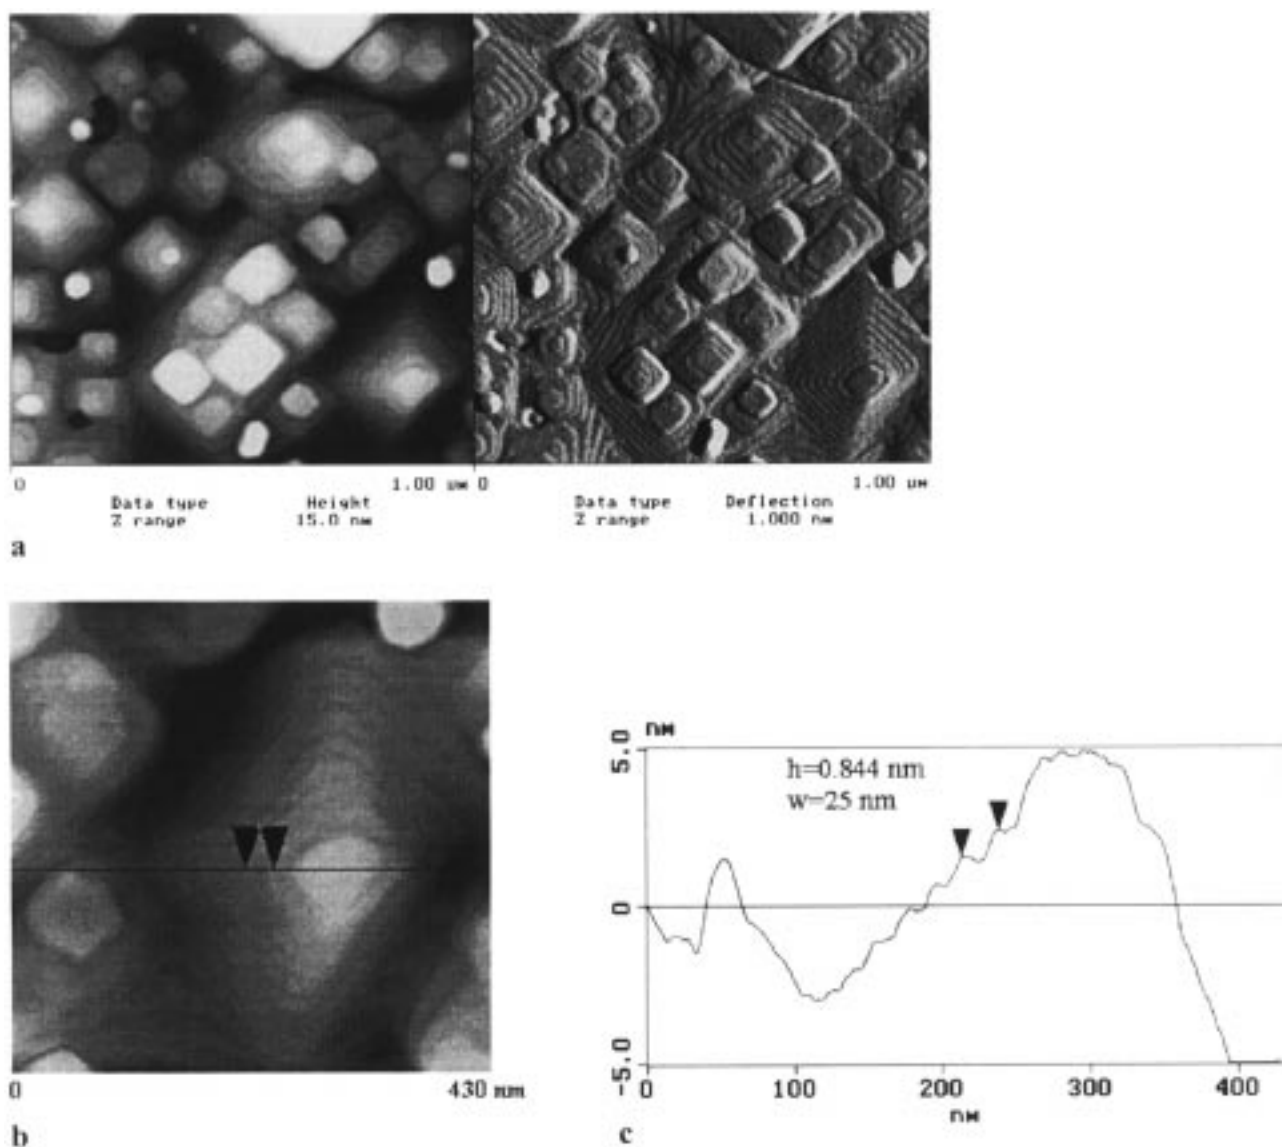 0 1.00 μm 0 1.00 μm
Data type Height Data type Deflection
Z range 15.0 nm Z range 1.000 nm
a
nm
5.0
h=0.844 nm
w=25 nm
0
-5.0
0 430 nm
0 100 200 300 400
nm
b c